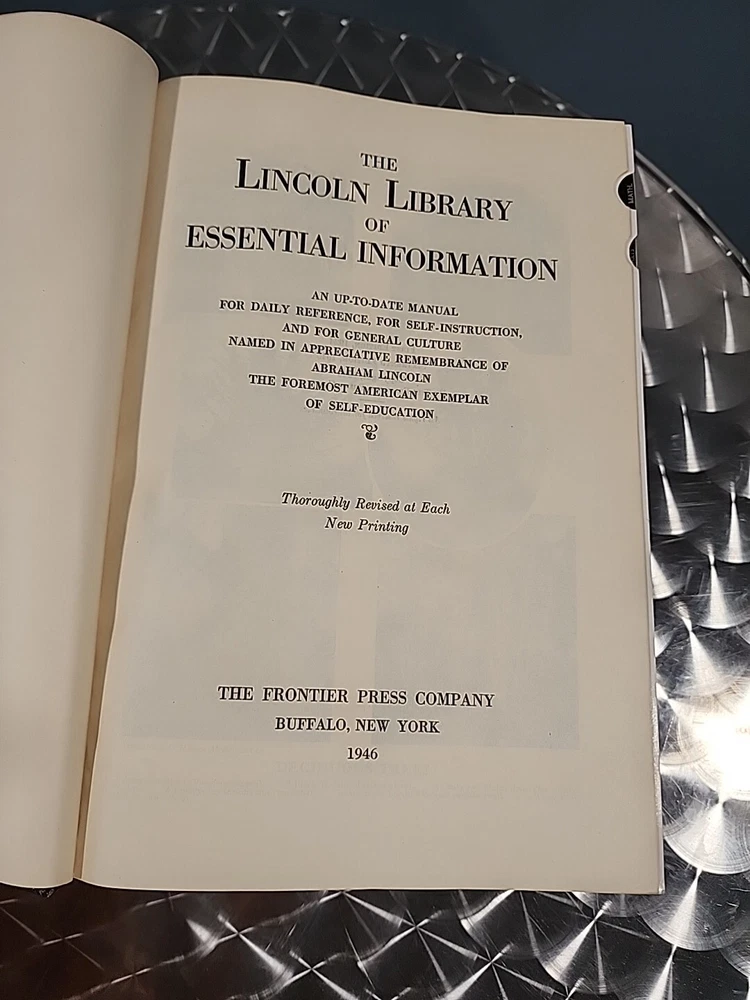 THE
LINCOLN LIBRARY
OF
ESSENTIAL INFORMATION
AN UP-TO-DATE MANUAL
FOR DAILY REFERENCE, FOR SELF-INSTRUCTION,
AND FOR GENERAL CULTURE
NAMED IN APPRECIATIVE REMEMBRANCE OF
ABRAHAM LINCOLN
THE FOREMOST AMERICAN EXEMPLAR
OF SELF-EDUCATION
Thoroughly Revised at Each
New Printing
THE FRONTIER PRESS COMPANY
BUFFALO, NEW YORK
1946
MATH.